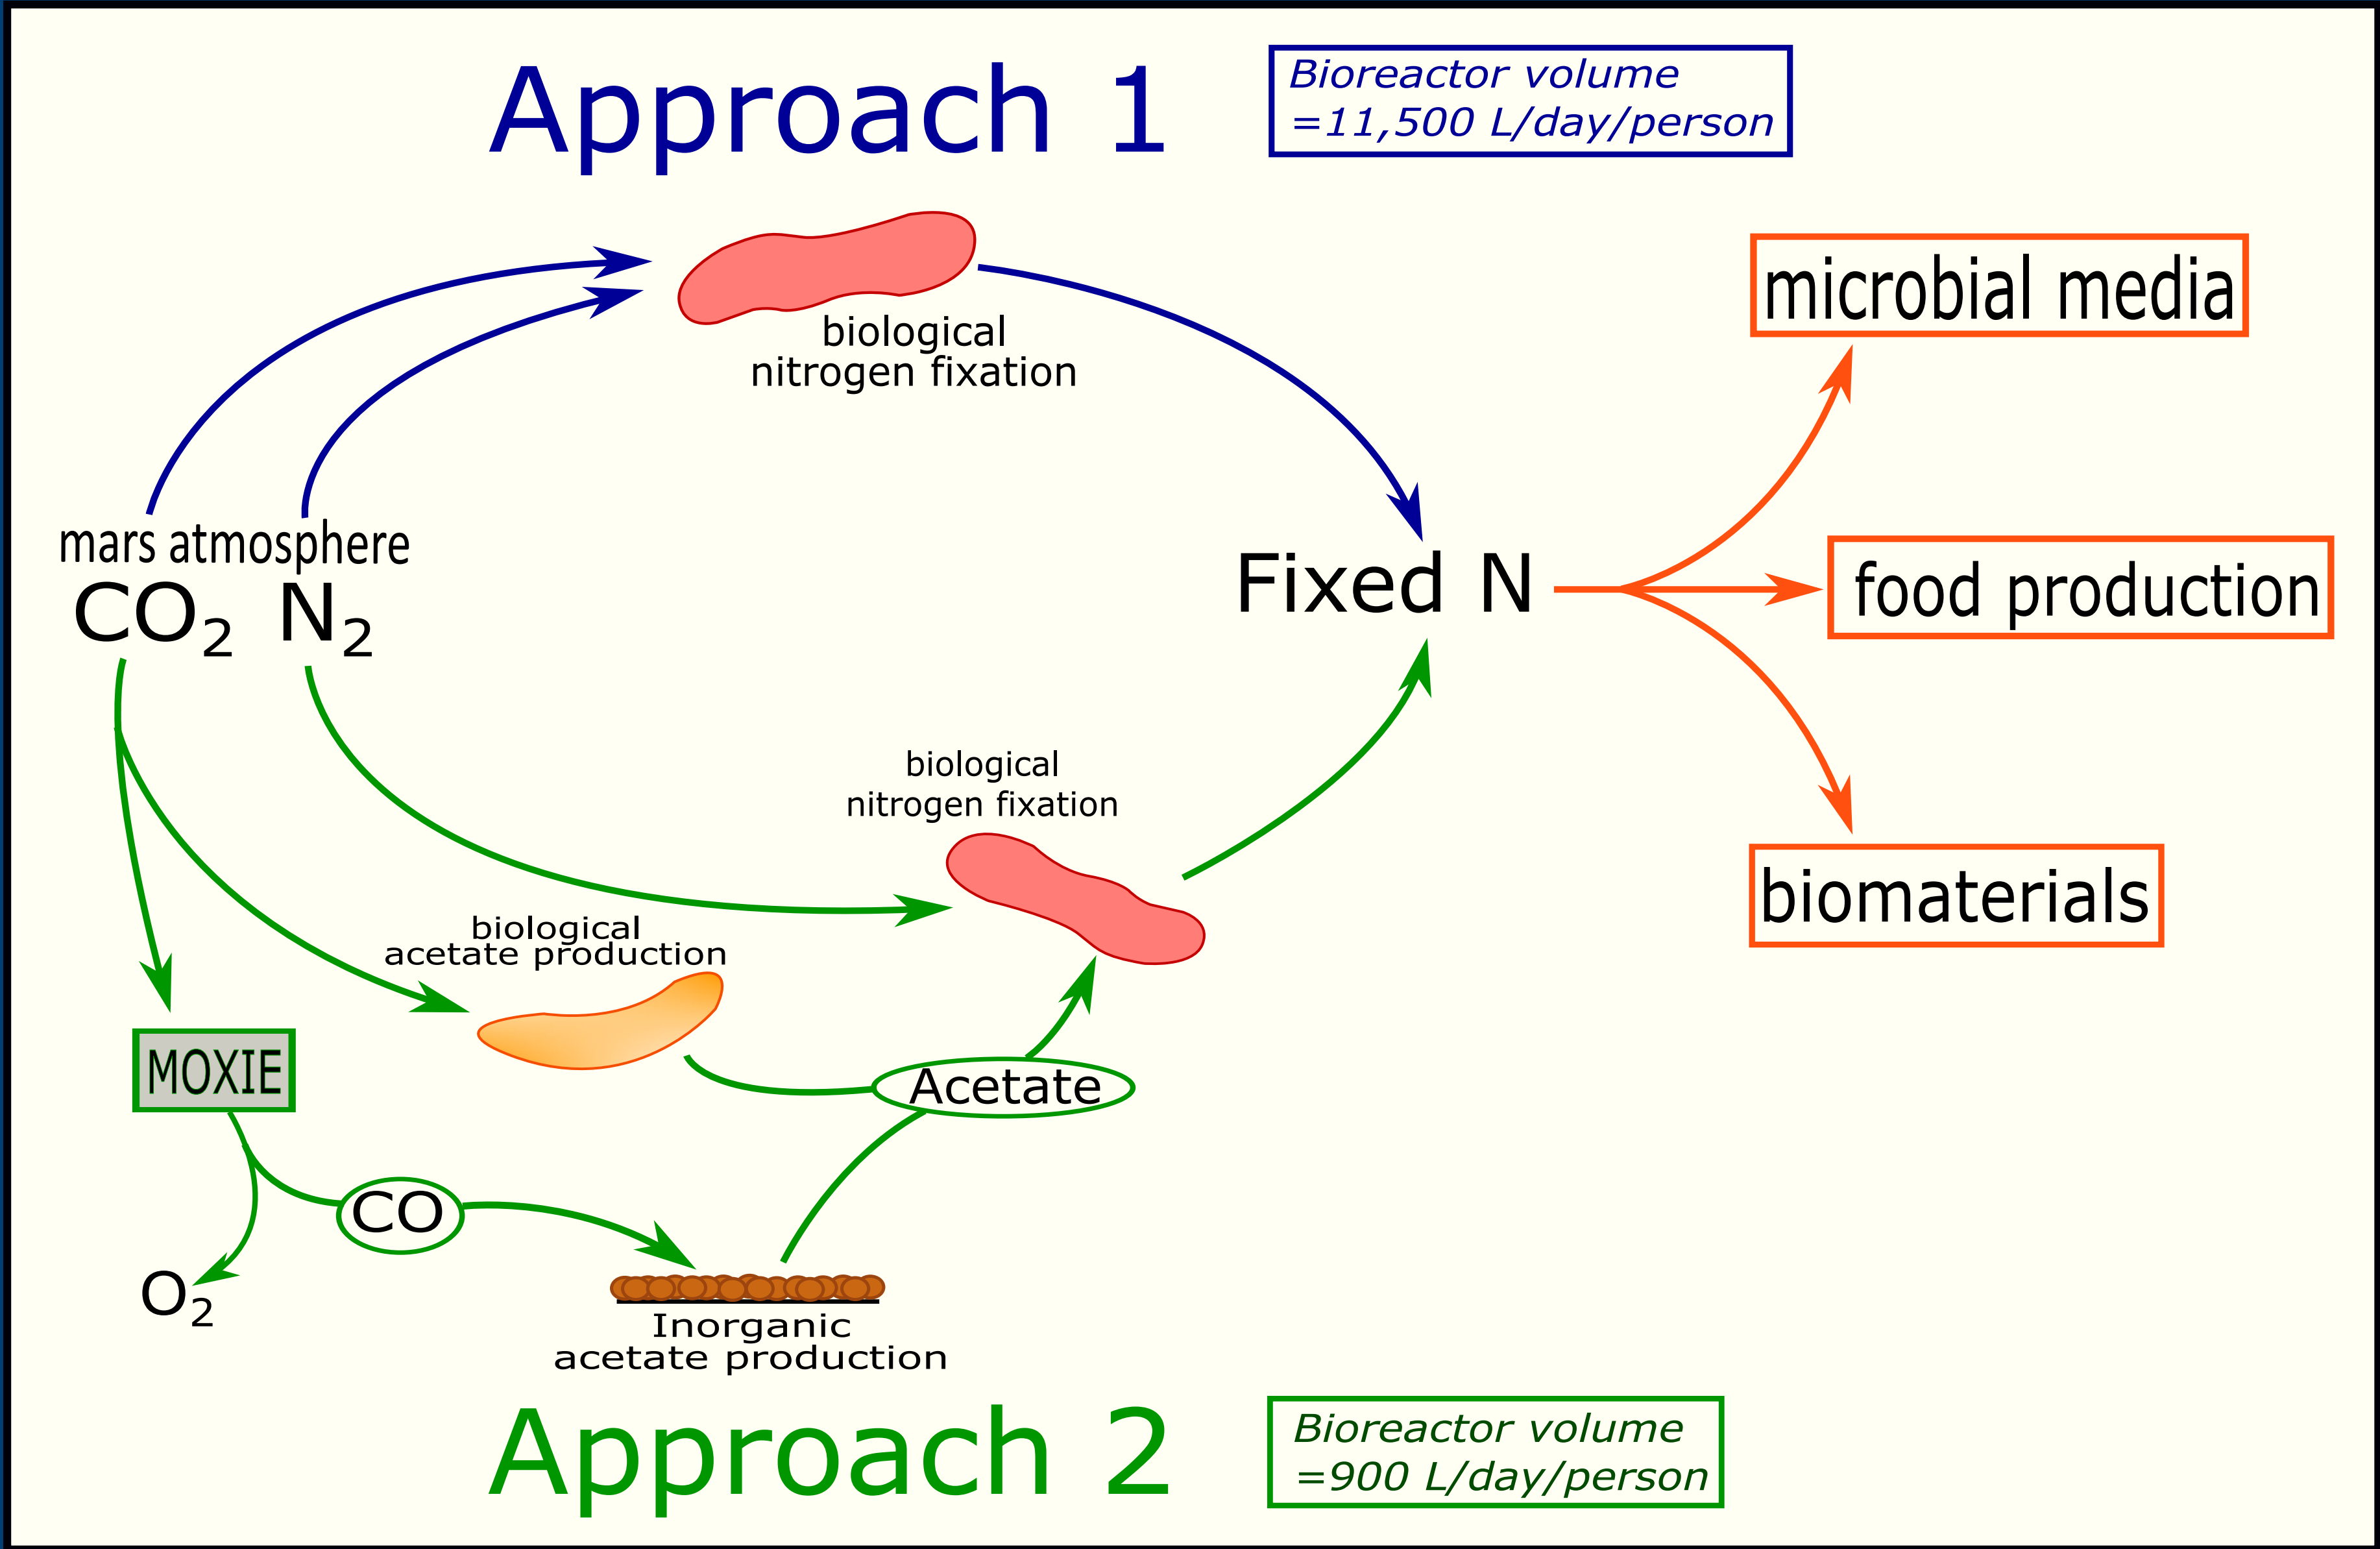 Approach 1
Bioreactor volume
=11,500 L/day/person
biological
nitrogen fixation
microbial media
mars atmosphere
CO₂ N₂
Fixed N
food production
biological
nitrogen fixation
biomaterials
biological
acetate production
MOXIE
Acetate
CO
O₂
Inorganic
acetate production
Approach 2
Bioreactor volume
=900 L/day/person